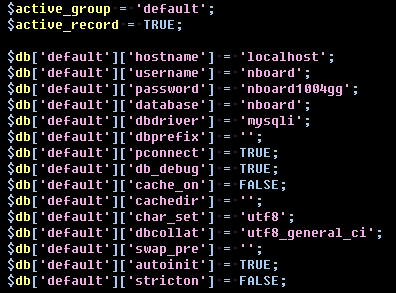 $active_group = 'default';
$active_record = TRUE;

$db['default']['hostname'] = 'localhost';
$db['default']['username'] = 'nboard';
$db['default']['password'] = 'nboard1004gg';
$db['default']['database'] = 'nboard';
$db['default']['dbdriver'] = 'mysqli';
$db['default']['dbprefix'] = '';
$db['default']['pconnect'] = TRUE;
$db['default']['db_debug'] = TRUE;
$db['default']['cache_on'] = FALSE;
$db['default']['cachedir'] = '';
$db['default']['char_set'] = 'utf8';
$db['default']['dbcollat'] = 'utf8_general_ci';
$db['default']['swap_pre'] = '';
$db['default']['autoinit'] = TRUE;
$db['default']['stricton'] = FALSE;